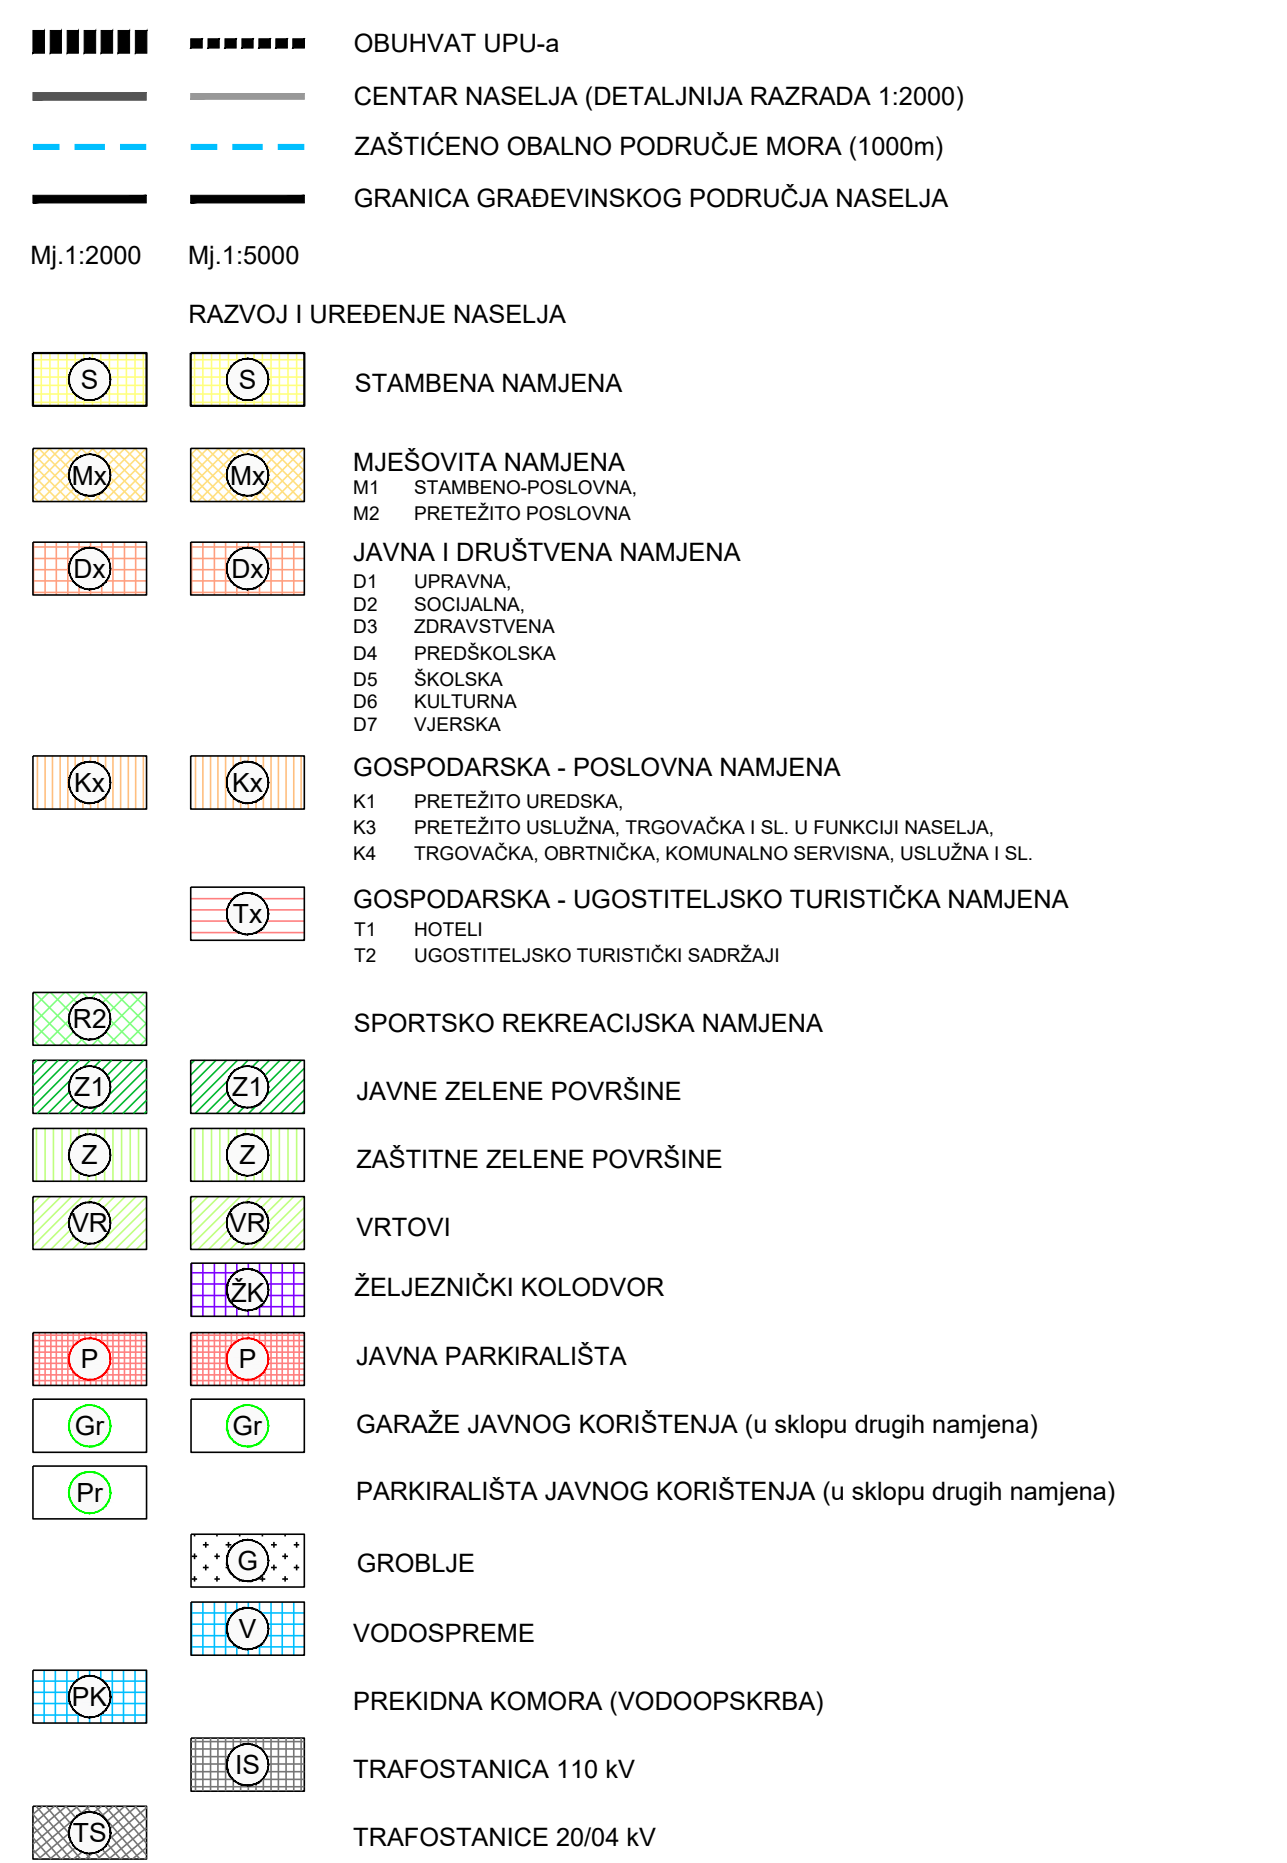 OBUHVAT UPU-a
CENTAR NASELJA (DETALJNIJA RAZRADA 1:2000)
ZAŠTIĆENO OBALNO PODRUČJE MORA (1000m)
GRANICA GRAĐEVINSKOG PODRUČJA NASELJA
Mj.1:2000 Mj.1:5000
RAZVOJ I UREĐENJE NASELJA
S S STAMBENA NAMJENA
Mx Mx MJEŠOVITA NAMJENA
M1 STAMBENO-POSLOVNA,
M2 PRETEŽITO POSLOVNA
Dx Dx JAVNA I DRUŠTVENA NAMJENA
D1 UPRAVNA,
D2 SOCIJALNA,
D3 ZDRAVSTVENA
D4 PREDŠKOLSKA
D5 ŠKOLSKA
D6 KULTURNA
D7 VJERSKA
Kx Kx GOSPODARSKA - POSLOVNA NAMJENA
K1 PRETEŽITO UREDSKA,
K3 PRETEŽITO USLUŽNA, TRGOVAČKA I SL. U FUNKCIJI NASELJA,
K4 TRGOVAČKA, OBRTNIČKA, KOMUNALNO SERVISNA, USLUŽNA I SL.
Tx GOSPODARSKA - UGOSTITELJSKO TURISTIČKA NAMJENA
T1 HOTELI
T2 UGOSTITELJSKO TURISTIČKI SADRŽAJI
R2 SPORTSKO REKREACIJSKA NAMJENA
Z1 Z1 JAVNE ZELENE POVRŠINE
Z Z ZAŠTITNE ZELENE POVRŠINE
VR VR VRTOVI
ŽK ŽELJEZNIČKI KOLODVOR
P P JAVNA PARKIRALIŠTA
Gr Gr GARAŽE JAVNOG KORIŠTENJA (u sklopu drugih namjena)
Pr PARKIRALIŠTA JAVNOG KORIŠTENJA (u sklopu drugih namjena)
G GROBLJE
V VODOSPREME
PK PREKIDNA KOMORA (VODOOPSKRBA)
IS TRAFOSTANICA 110 kV
TS TRAFOSTANICE 20/04 kV